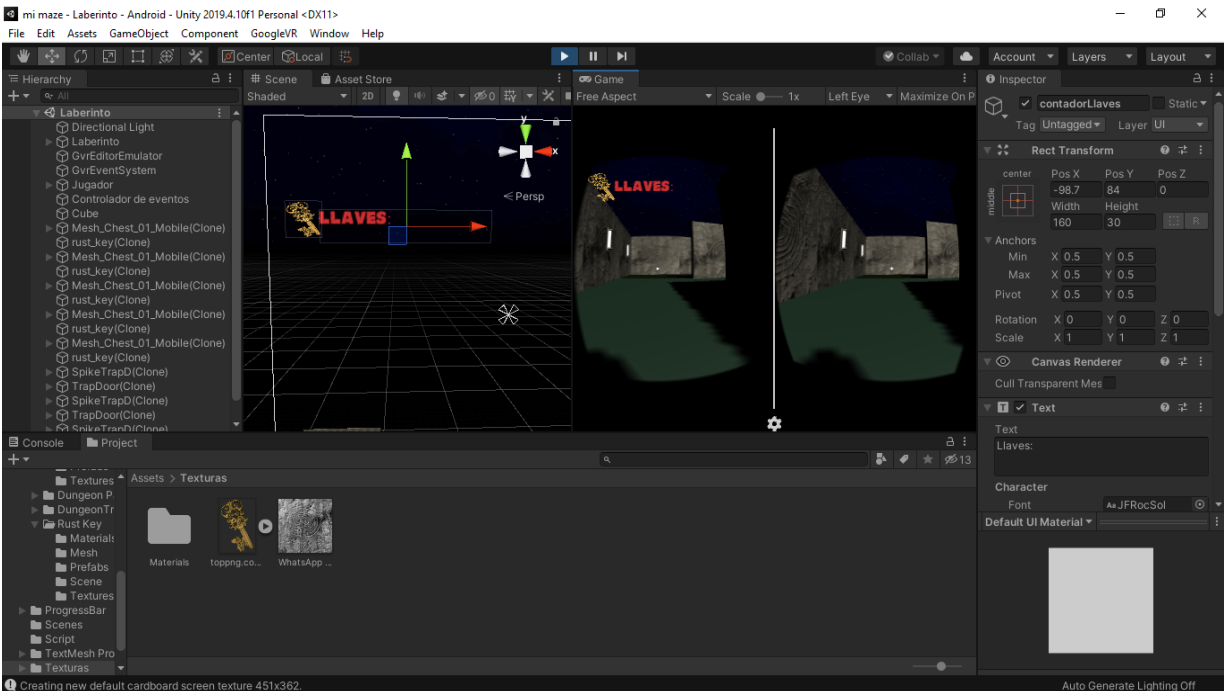 mi maze - Laberinto - Android - Unity 2019.4.10f1 Personal <DX11>
File Edit Assets GameObject Component GoogleVR Window Help
Center Local Collab Account Layers Layout
Hierarchy
All
Laberinto
Directional Light
Laberinto
GvrEditorEmulator
GvrEventSystem
Jugador
Controlador de eventos
Cube
Mesh_Chest_01_Mobile(Clone)
rust_key(Clone)
Mesh_Chest_01_Mobile(Clone)
rust_key(Clone)
Mesh_Chest_01_Mobile(Clone)
rust_key(Clone)
Mesh_Chest_01_Mobile(Clone)
rust_key(Clone)
Mesh_Chest_01_Mobile(Clone)
rust_key(Clone)
SpikeTrapD(Clone)
TrapDoor(Clone)
SpikeTrapD(Clone)
TrapDoor(Clone)
SpikeTrapD(Clone)
Scene Asset Store
Shaded 2D 0
y
x
Persp
LLAVES:
Game
Free Aspect Scale 1x Left Eye Maximize On P
LLAVES:
Inspector
contadorLlaves Static
Tag Untagged Layer UI
Rect Transform
center Pos X Pos Y Pos Z
middle -98.7 84 0
Width Height
160 30 R
Anchors
Min X 0.5 Y 0.5
Max X 0.5 Y 0.5
Pivot X 0.5 Y 0.5
Rotation X 0 Y 0 Z 0
Scale X 1 Y 1 Z 1
Canvas Renderer
Cull Transparent Mes
Text
Text
Llaves:
Character
Font JFRocSol
Default UI Material
Console Project
13
Textures
Dungeon P
DungeonTr
Rust Key
Materials
Mesh
Prefabs
Scene
Textures
ProgressBar
Scenes
Script
TextMesh Pro
Texturas
Assets > Texturas
Materials toppng.co... WhatsApp ...
Creating new default cardboard screen texture 451x362.
Auto Generate Lighting Off